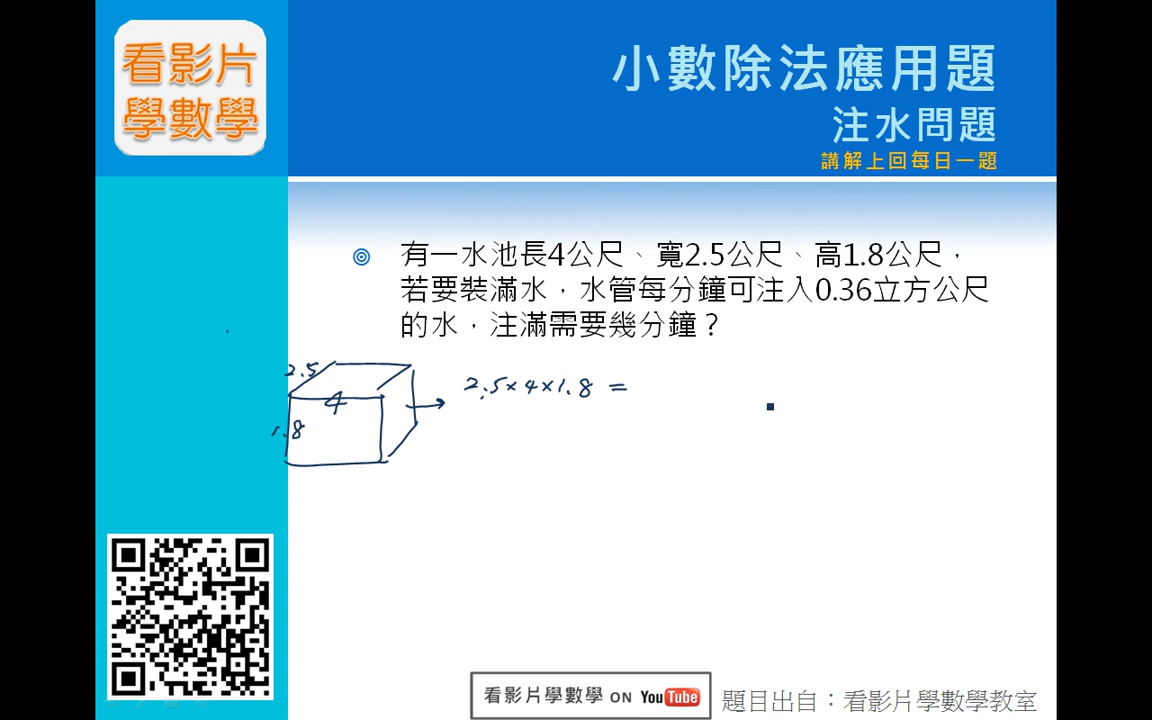 看影片
學數學
小數除法應用題
注水問題
講解上回每日一題
◎ 有一水池長4公尺、寬2.5公尺、高1.8公尺，
若要裝滿水，水管每分鐘可注入0.36立方公尺
的水，注滿需要幾分鐘？
2.5
4
1.8
2.5×4×1.8=
看影片學數學 ON YouTube
題目出自：看影片學數學教室